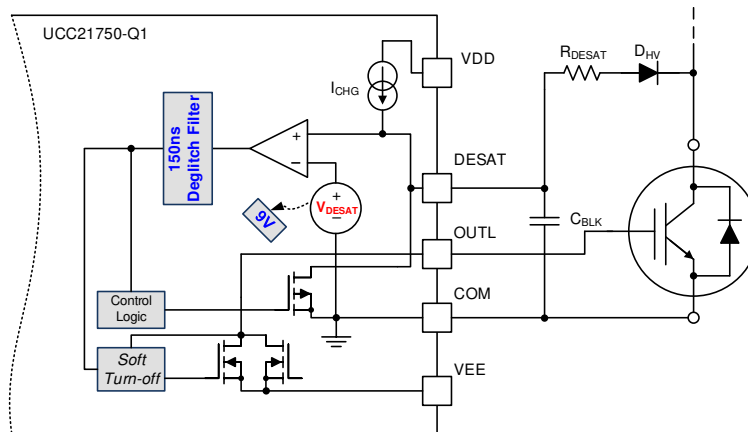 UCC21750-Q1
VDD
R_DESAT
D_HV
I_CHG
+
−
150ns
Deglitch Filter
DESAT
+
V_DESAT
−
9V
C_BLK
OUTL
Control
Logic
COM
Soft
Turn-off
VEE